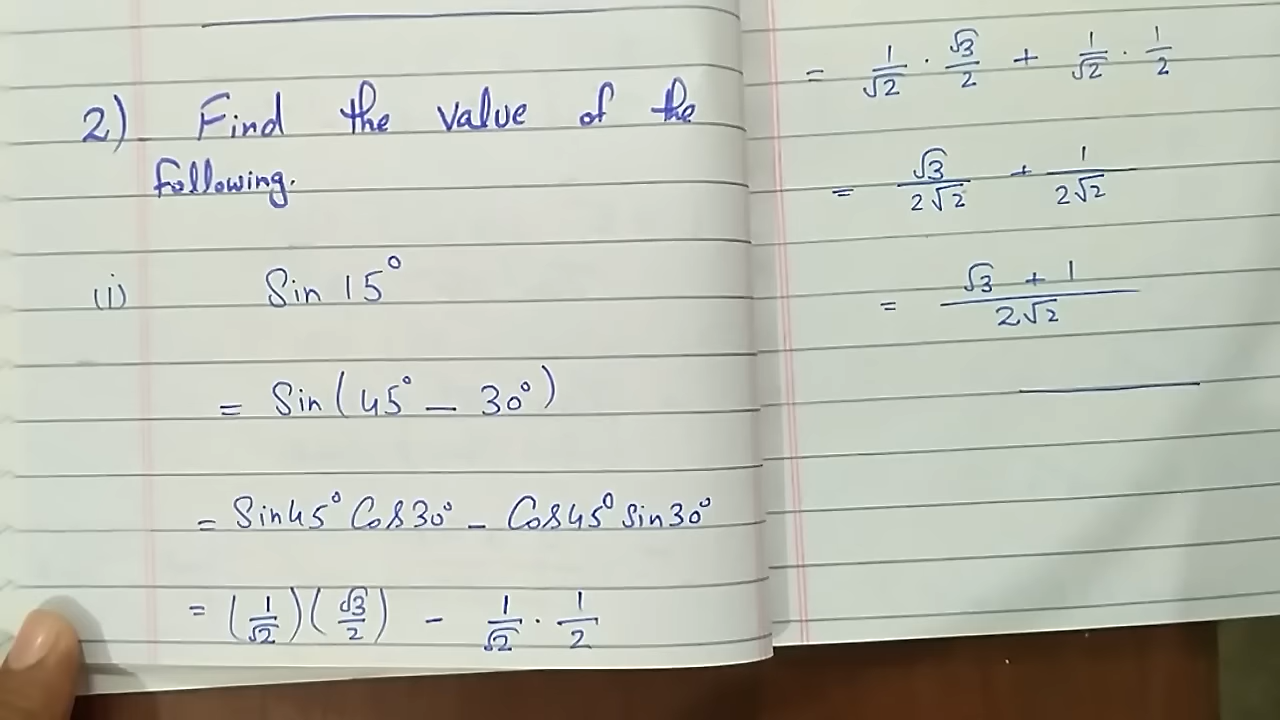 2) Find the value of the
following.
(i) Sin 15°
= Sin(45° - 30°)
= Sin45° Cos30° - Cos45° Sin30°
= (1/√2)(√3/2) - 1/√2 · 1/2
= 1/√2 · √3/2 + 1/√2 · 1/2
= √3/2√2 + 1/2√2
= √3 + 1/2√2